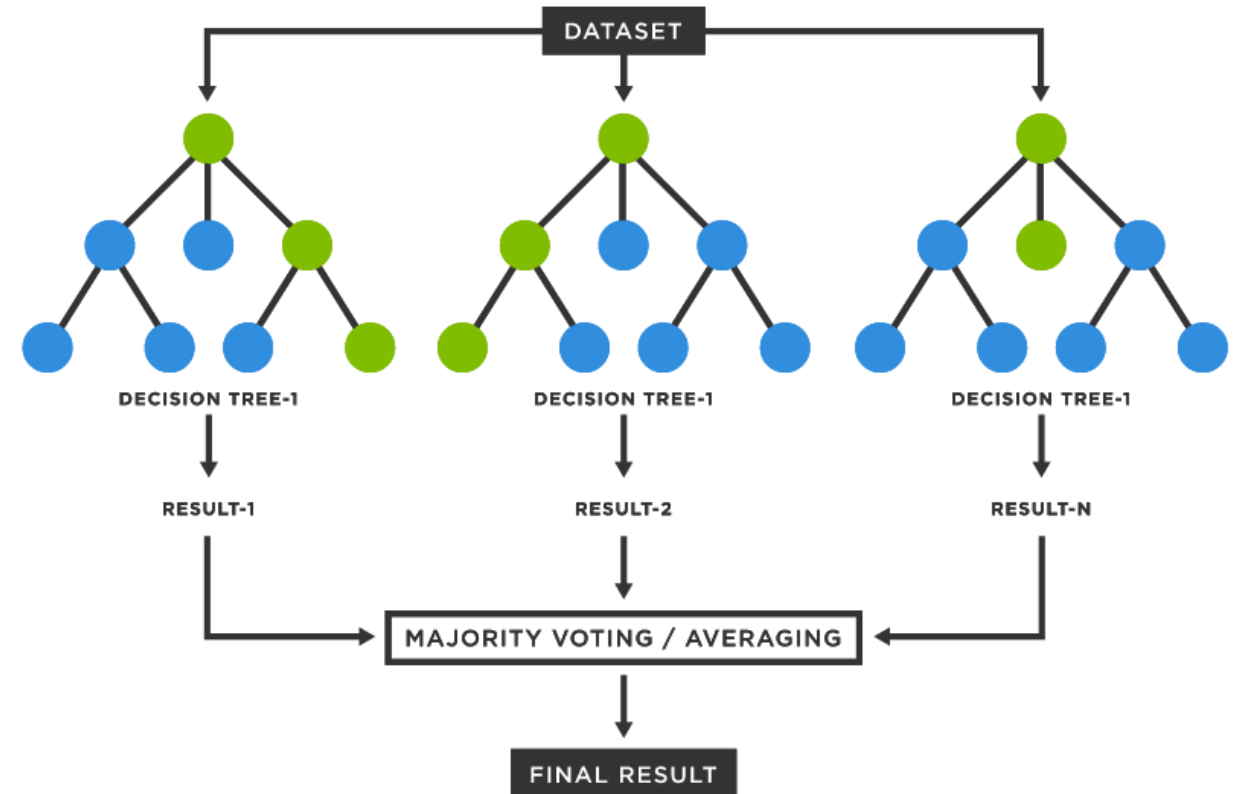 DATASET
DECISION TREE-1
DECISION TREE-1
DECISION TREE-1
RESULT-1
RESULT-2
RESULT-N
MAJORITY VOTING / AVERAGING
FINAL RESULT